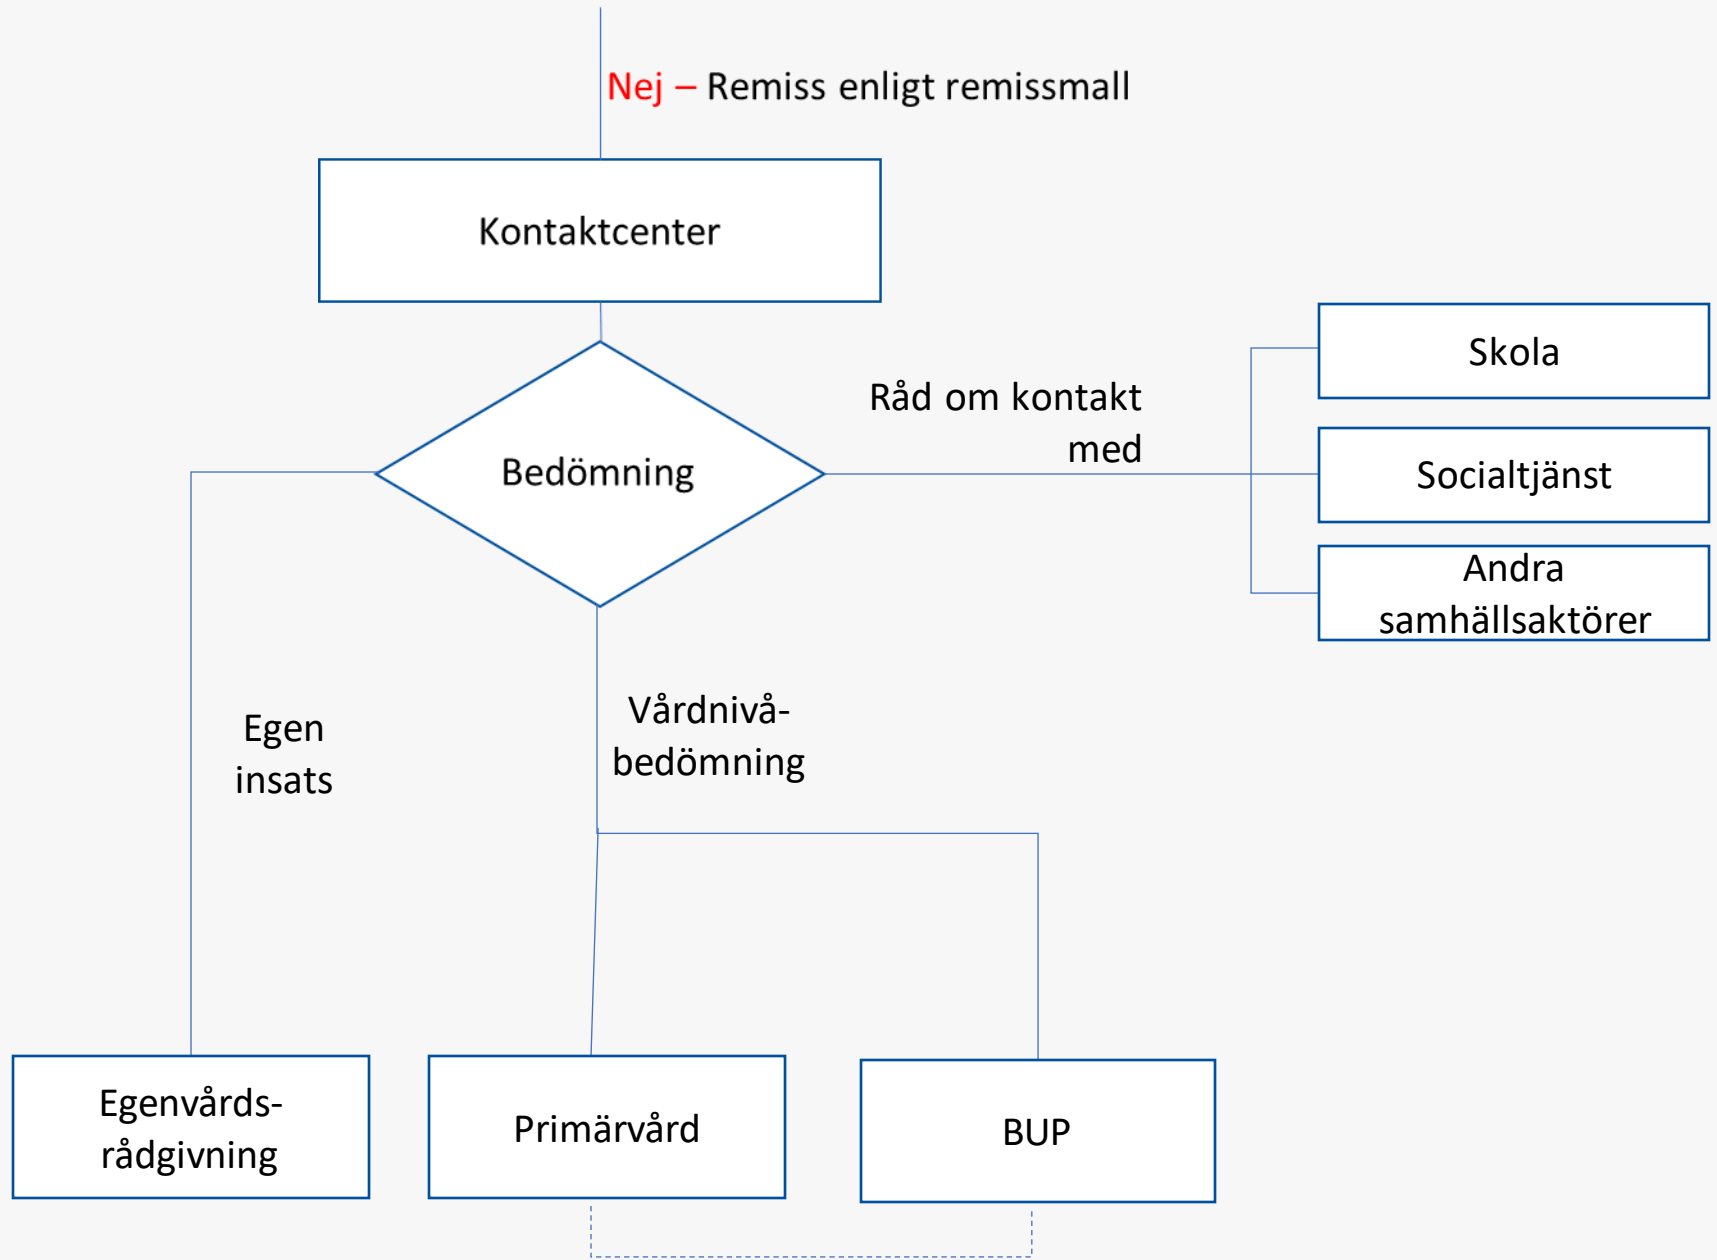 Nej – Remiss enligt remissmall
Kontaktcenter
Bedömning
Råd om kontakt
med
Skola
Socialtjänst
Andra
samhällsaktörer
Egen
insats
Vårdnivå-
bedömning
Egenvårds-
rådgivning
Primärvård
BUP